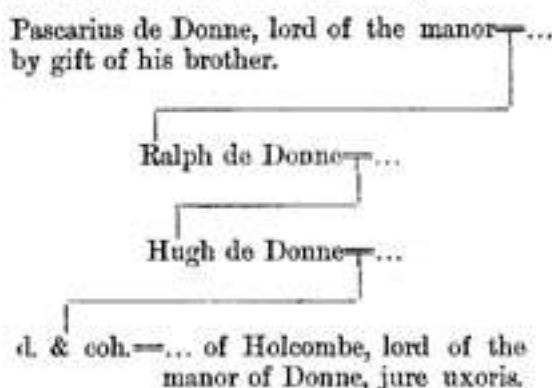 Pascarius de Donne, lord of the manor=...
by gift of his brother.
Ralph de Donne=...
Hugh de Donne=...
d. & coh.=... of Holcombe, lord of the
manor of Donne, jure uxoris.